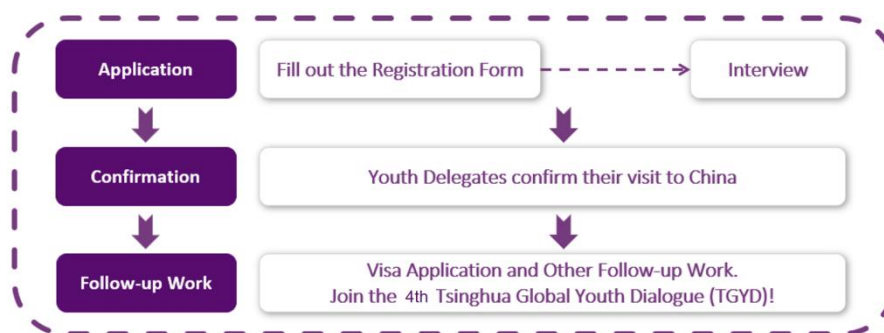 Application
Fill out the Registration Form
Interview
Confirmation
Youth Delegates confirm their visit to China
Follow-up Work
Visa Application and Other Follow-up Work.
Join the 4th Tsinghua Global Youth Dialogue (TGYD)!